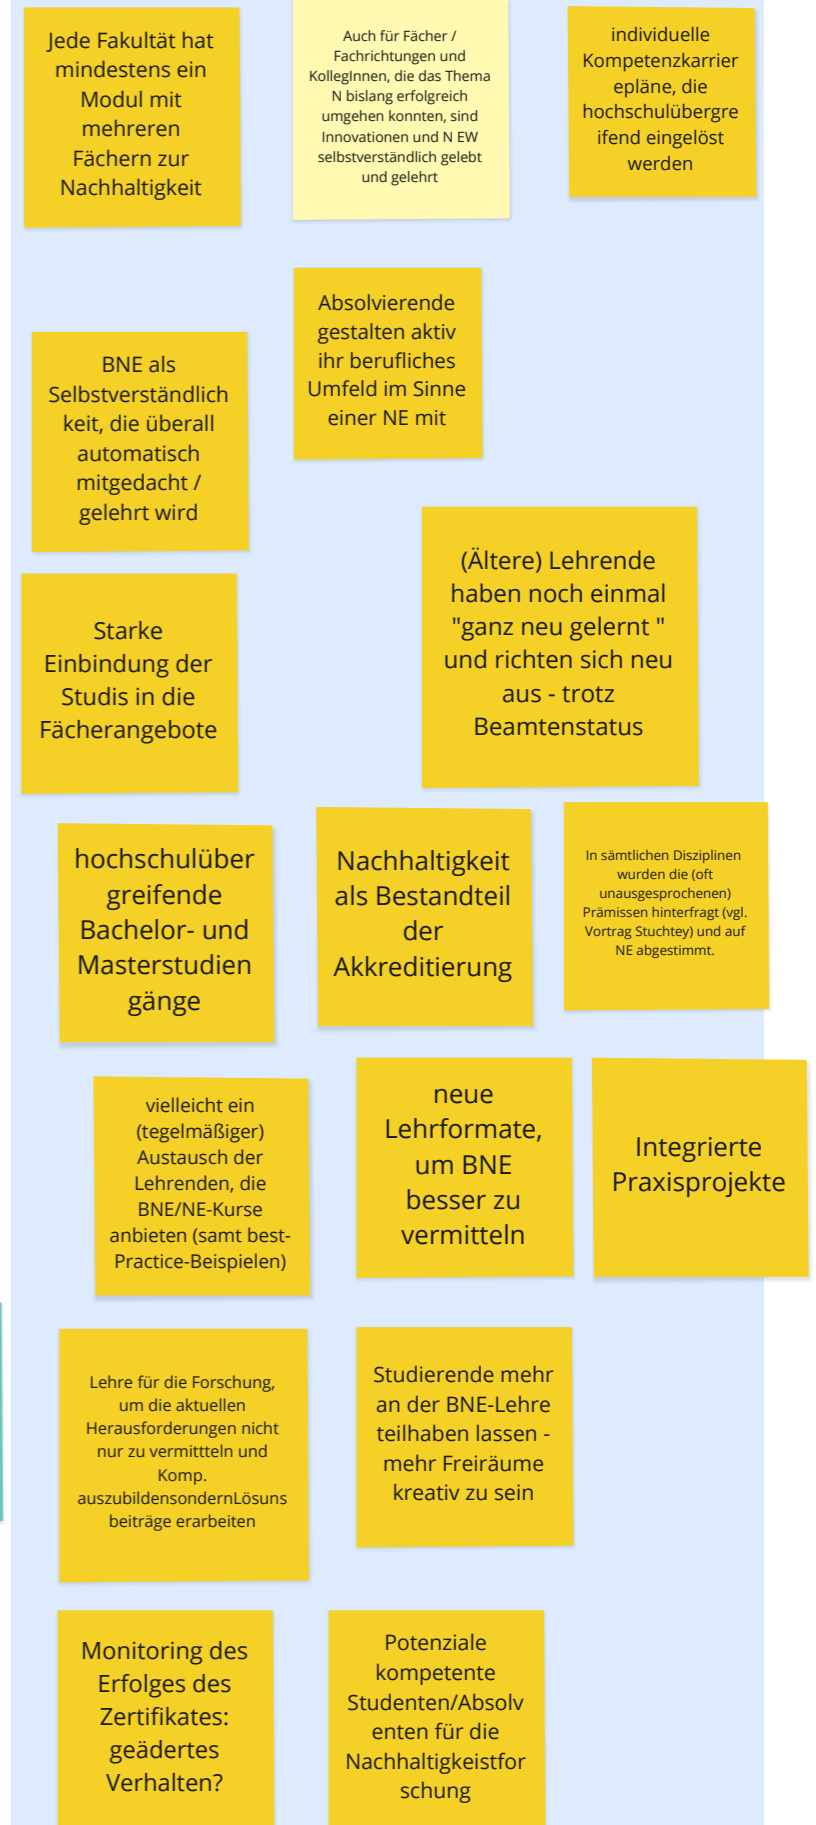 Jede Fakultät hat
mindestens ein
Modul mit
mehreren
Fächern zur
Nachhaltigkeit
Auch für Fächer /
Fachrichtungen und
KollegInnen, die das Thema
N bislang erfolgreich
umgehen konnten, sind
Innovationen und N EW
selbstverständlich gelebt
und gelehrt
individuelle
Kompetenzkarrier
epläne, die
hochschulübergre
ifend eingelöst
werden
Absolvierende
gestalten aktiv
ihr berufliches
Umfeld im Sinne
einer NE mit
BNE als
Selbstverständlich
keit, die überall
automatisch
mitgedacht /
gelehrt wird
(Ältere) Lehrende
haben noch einmal
"ganz neu gelernt "
und richten sich neu
aus - trotz
Beamtenstatus
Starke
Einbindung der
Studis in die
Fächerangebote
hochschulüber
greifende
Bachelor- und
Masterstudien
gänge
Nachhaltigkeit
als Bestandteil
der
Akkreditierung
In sämtlichen Disziplinen
wurden die (oft
unausgesprochenen)
Prämissen hinterfragt (vgl.
Vortrag Stuchtey) und auf
NE abgestimmt.
vielleicht ein
(tegelmäßiger)
Austausch der
Lehrenden, die
BNE/NE-Kurse
anbieten (samt best-
Practice-Beispielen)
neue
Lehrformate,
um BNE
besser zu
vermitteln
Integrierte
Praxisprojekte
Lehre für die Forschung,
um die aktuellen
Herausforderungen nicht
nur zu vermittteln und
Komp.
auszubildensondernLösuns
beiträge erarbeiten
Studierende mehr
an der BNE-Lehre
teilhaben lassen -
mehr Freiräume
kreativ zu sein
Monitoring des
Erfolges des
Zertifikates:
geädertes
Verhalten?
Potenziale
kompetente
Studenten/Absolv
enten für die
Nachhaltigkeistfor
schung